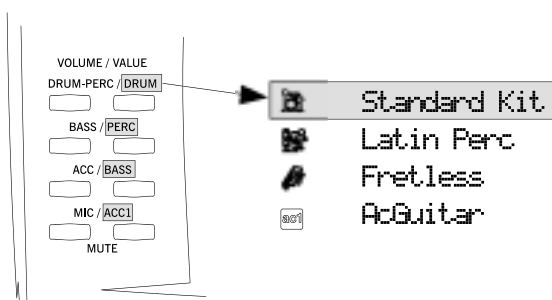 VOLUME / VALUE
DRUM-PERC / DRUM
BASS / PERC
ACC / BASS
MIC / ACC1
MUTE
Standard Kit
Latin Perc
Fretless
ac1 AcGuitar